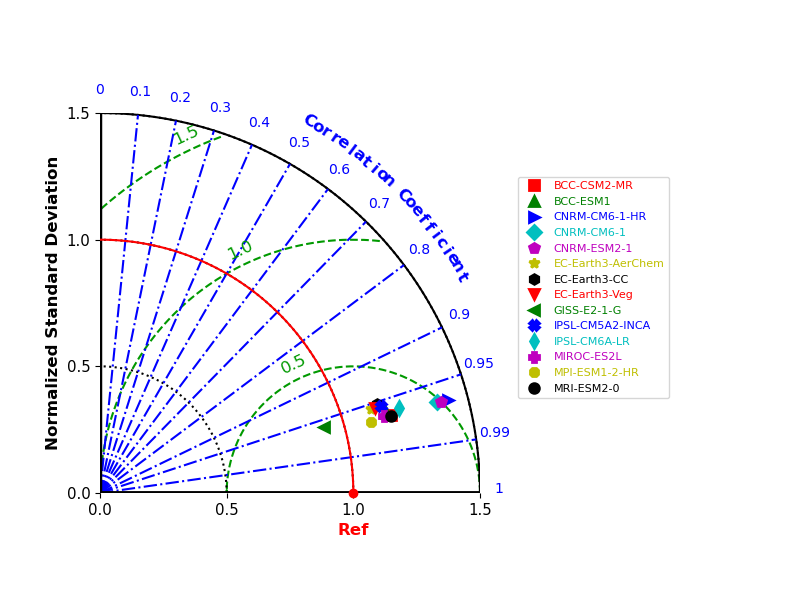 0
0.1
0.2
0.3
0.4
0.5
0.6
0.7
0.8
0.9
0.95
0.99
1
Correlation Coefficient
1.5
1.0
0.5
0.0
Normalized Standard Deviation
1.5
1.0
0.5
0.0
0.5
1.0
1.5
Ref
BCC-CSM2-MR
BCC-ESM1
CNRM-CM6-1-HR
CNRM-CM6-1
CNRM-ESM2-1
EC-Earth3-AerChem
EC-Earth3-CC
EC-Earth3-Veg
GISS-E2-1-G
IPSL-CM5A2-INCA
IPSL-CM6A-LR
MIROC-ES2L
MPI-ESM1-2-HR
MRI-ESM2-0